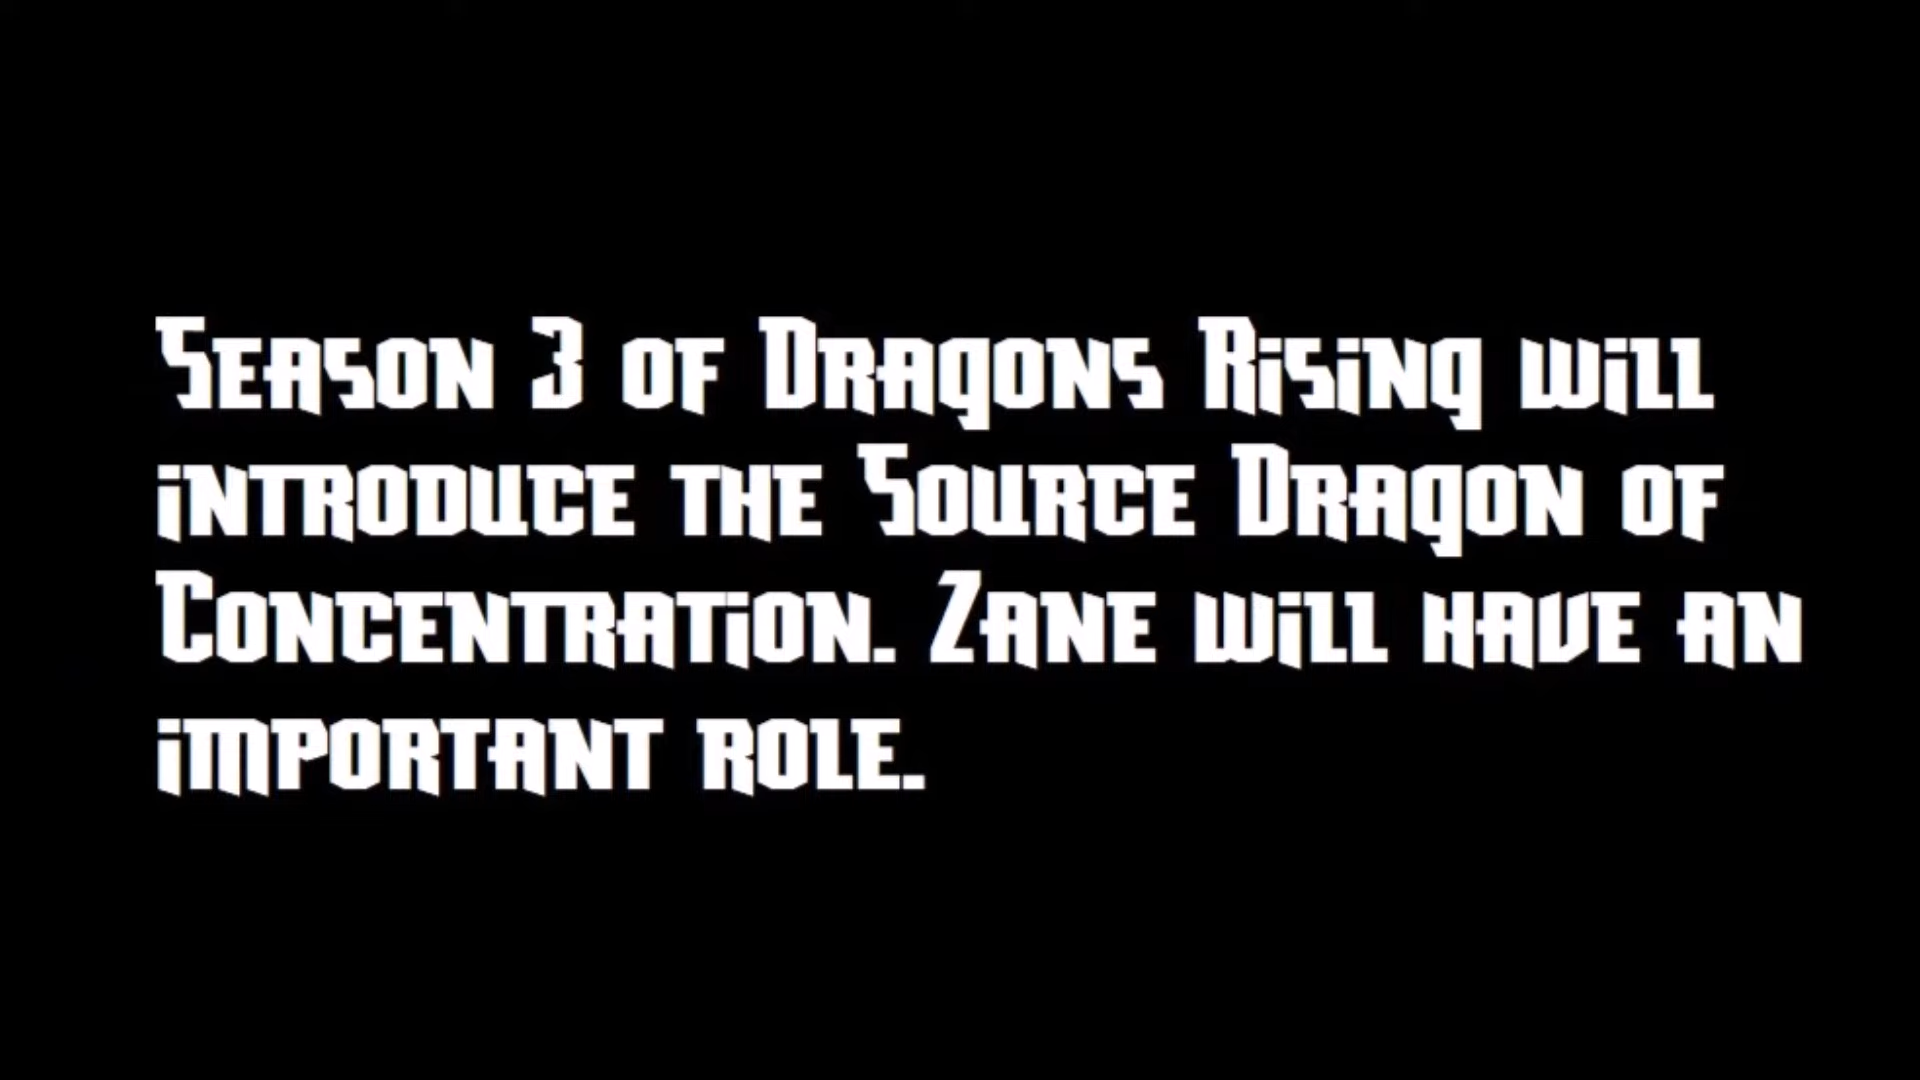 Season 3 of Dragons Rising will
introduce the Source Dragon of
Concentration. Zane will have an
important role.